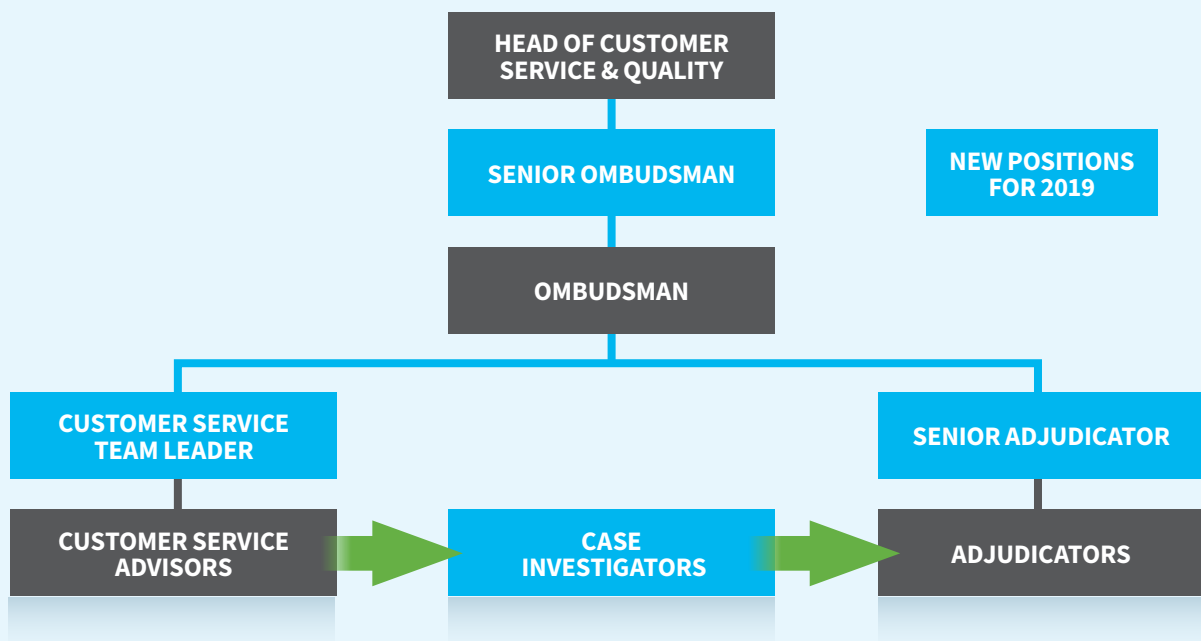 HEAD OF CUSTOMER
SERVICE & QUALITY
SENIOR OMBUDSMAN
NEW POSITIONS
FOR 2019
OMBUDSMAN
CUSTOMER SERVICE
TEAM LEADER
SENIOR ADJUDICATOR
CUSTOMER SERVICE
ADVISORS
CASE
INVESTIGATORS
ADJUDICATORS